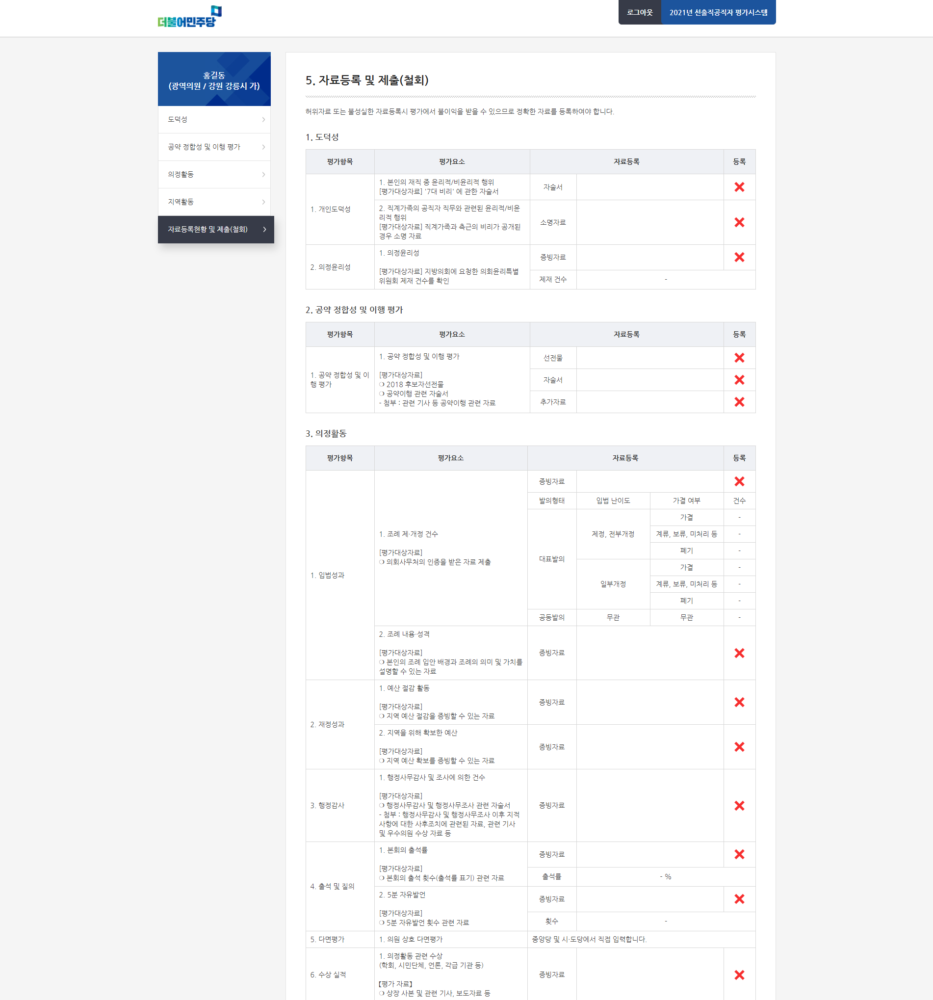 더불어민주당
로그아웃
2021년 선출직공직자 평가시스템
홍길동
(광역의원 / 강원 강릉시 가)
도덕성
공약 정합성 및 이행 평가
의정활동
지역활동
자료등록현황 및 제출(철회)
5. 자료등록 및 제출(철회)
허위자료 또는 불성실한 자료등록시 평가에서 불이익을 받을 수 있으므로 정확한 자료를 등록하여야 합니다.
1. 도덕성
평가항목 평가요소 자료등록 등록
1. 개인도덕성
1. 본인의 재직 중 윤리적/비윤리적 행위
[평가대상자료] '7대 비리' 에 관한 자술서
자술서
2. 직계가족의 공직자 직무와 관련된 윤리적/비윤
리적 행위
[평가대상자료] 직계가족과 측근의 비리가 공개된
경우 소명 자료
소명자료
2. 의정윤리성
1. 의정윤리성
[평가대상자료] 지방의회에 요청한 의회윤리특별
위원회 제재 건수를 확인
증빙자료
제재 건수 -
2. 공약 정합성 및 이행 평가
평가항목 평가요소 자료등록 등록
1. 공약 정합성 및 이
행 평가
1. 공약 정합성 및 이행 평가
[평가대상자료]
❍ 2018 후보자선전물
❍ 공약이행 관련 자술서
- 첨부 : 관련 기사 등 공약이행 관련 자료
선전물
자술서
추가자료
3. 의정활동
평가항목 평가요소 자료등록 등록
1. 입법성과
1. 조례 제·개정 건수
[평가대상자료]
❍ 의회사무처의 인증을 받은 자료 제출
증빙자료
발의형태 입법 난이도 가결 여부 건수
대표발의
제정, 전부개정
가결 -
계류, 보류, 미처리 등 -
폐기 -
일부개정
가결 -
계류, 보류, 미처리 등 -
폐기 -
공동발의 무관 무관 -
2. 조례 내용·성격
[평가대상자료]
❍ 본인의 조례 입안 배경과 조례의 의미 및 가치를
설명할 수 있는 자료
증빙자료
2. 재정성과
1. 예산 절감 활동
[평가대상자료]
❍ 지역 예산 절감을 증빙할 수 있는 자료
증빙자료
2. 지역을 위해 확보한 예산
[평가대상자료]
❍ 지역 예산 확보를 증빙할 수 있는 자료
증빙자료
3. 행정감사
1. 행정사무감사 및 조사에 의한 건수
[평가대상자료]
❍ 행정사무감사 및 행정사무조사 관련 자술서
- 첨부 : 행정사무감사 및 행정사무조사 이후 지적
사항에 대한 사후조치에 관련된 자료, 관련 기사
및 우수의원 수상 자료 등
증빙자료
4. 출석 및 질의
1. 본회의 출석률
[평가대상자료]
❍ 본회의 출석 횟수(출석률 표기) 관련 자료
증빙자료
출석률 - %
2. 5분 자유발언
[평가대상자료]
❍ 5분 자유발언 횟수 관련 자료
증빙자료
횟수 -
5. 다면평가 1. 의원 상호 다면평가 중앙당 및 시·도당에서 직접 입력합니다.
6. 수상 실적
1. 의정활동 관련 수상
(학회, 시민단체, 언론, 각급 기관 등)
【평가 자료】
❍ 상장 사본 및 관련 기사, 보도자료 등
증빙자료